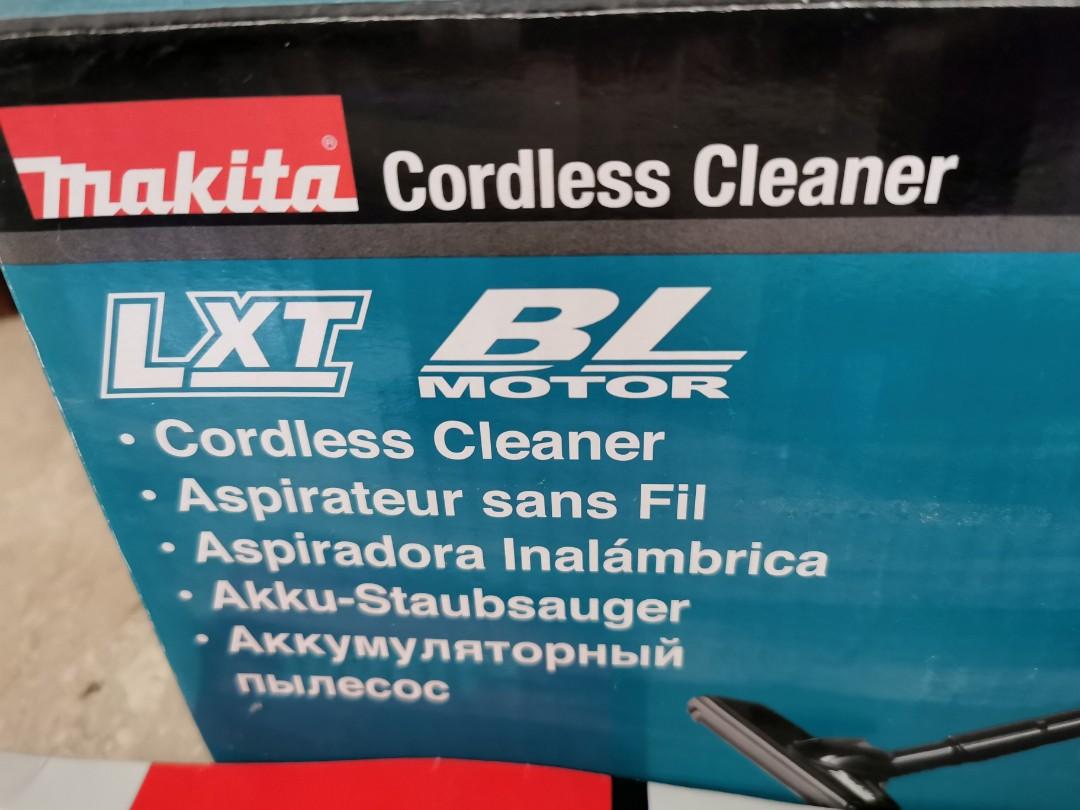 makita® Cordless Cleaner
LXT BL
MOTOR
• Cordless Cleaner
• Aspirateur sans Fil
• Aspiradora Inalámbrica
• Akku-Staubsauger
• Аккумуляторный
пылесос